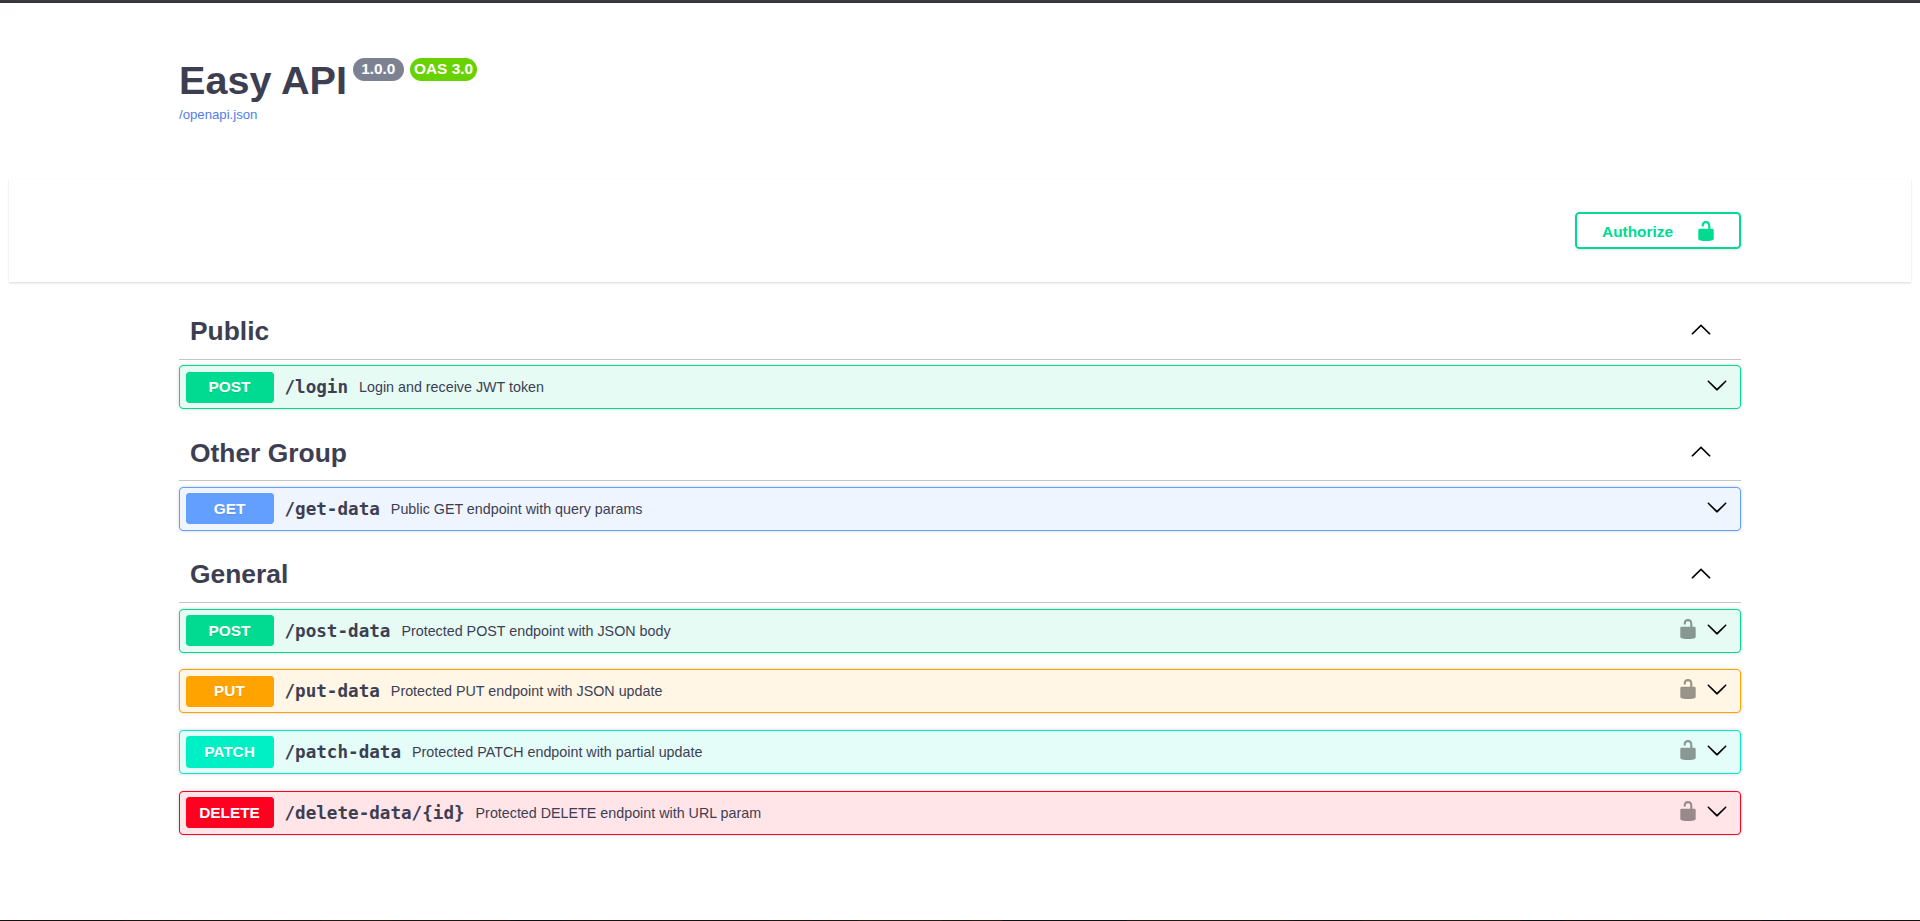 Easy API 1.0.0 OAS 3.0
/openapi.json
Authorize
Public
POST /login Login and receive JWT token
Other Group
GET /get-data Public GET endpoint with query params
General
POST /post-data Protected POST endpoint with JSON body
PUT /put-data Protected PUT endpoint with JSON update
PATCH /patch-data Protected PATCH endpoint with partial update
DELETE /delete-data/{id} Protected DELETE endpoint with URL param